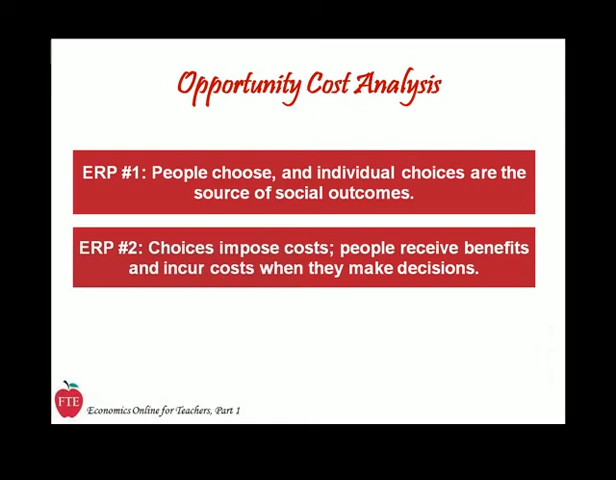 Opportunity Cost Analysis
ERP #1: People choose, and individual choices are the
source of social outcomes.
ERP #2: Choices impose costs; people receive benefits
and incur costs when they make decisions.
FTE
Economics Online for Teachers, Part 1